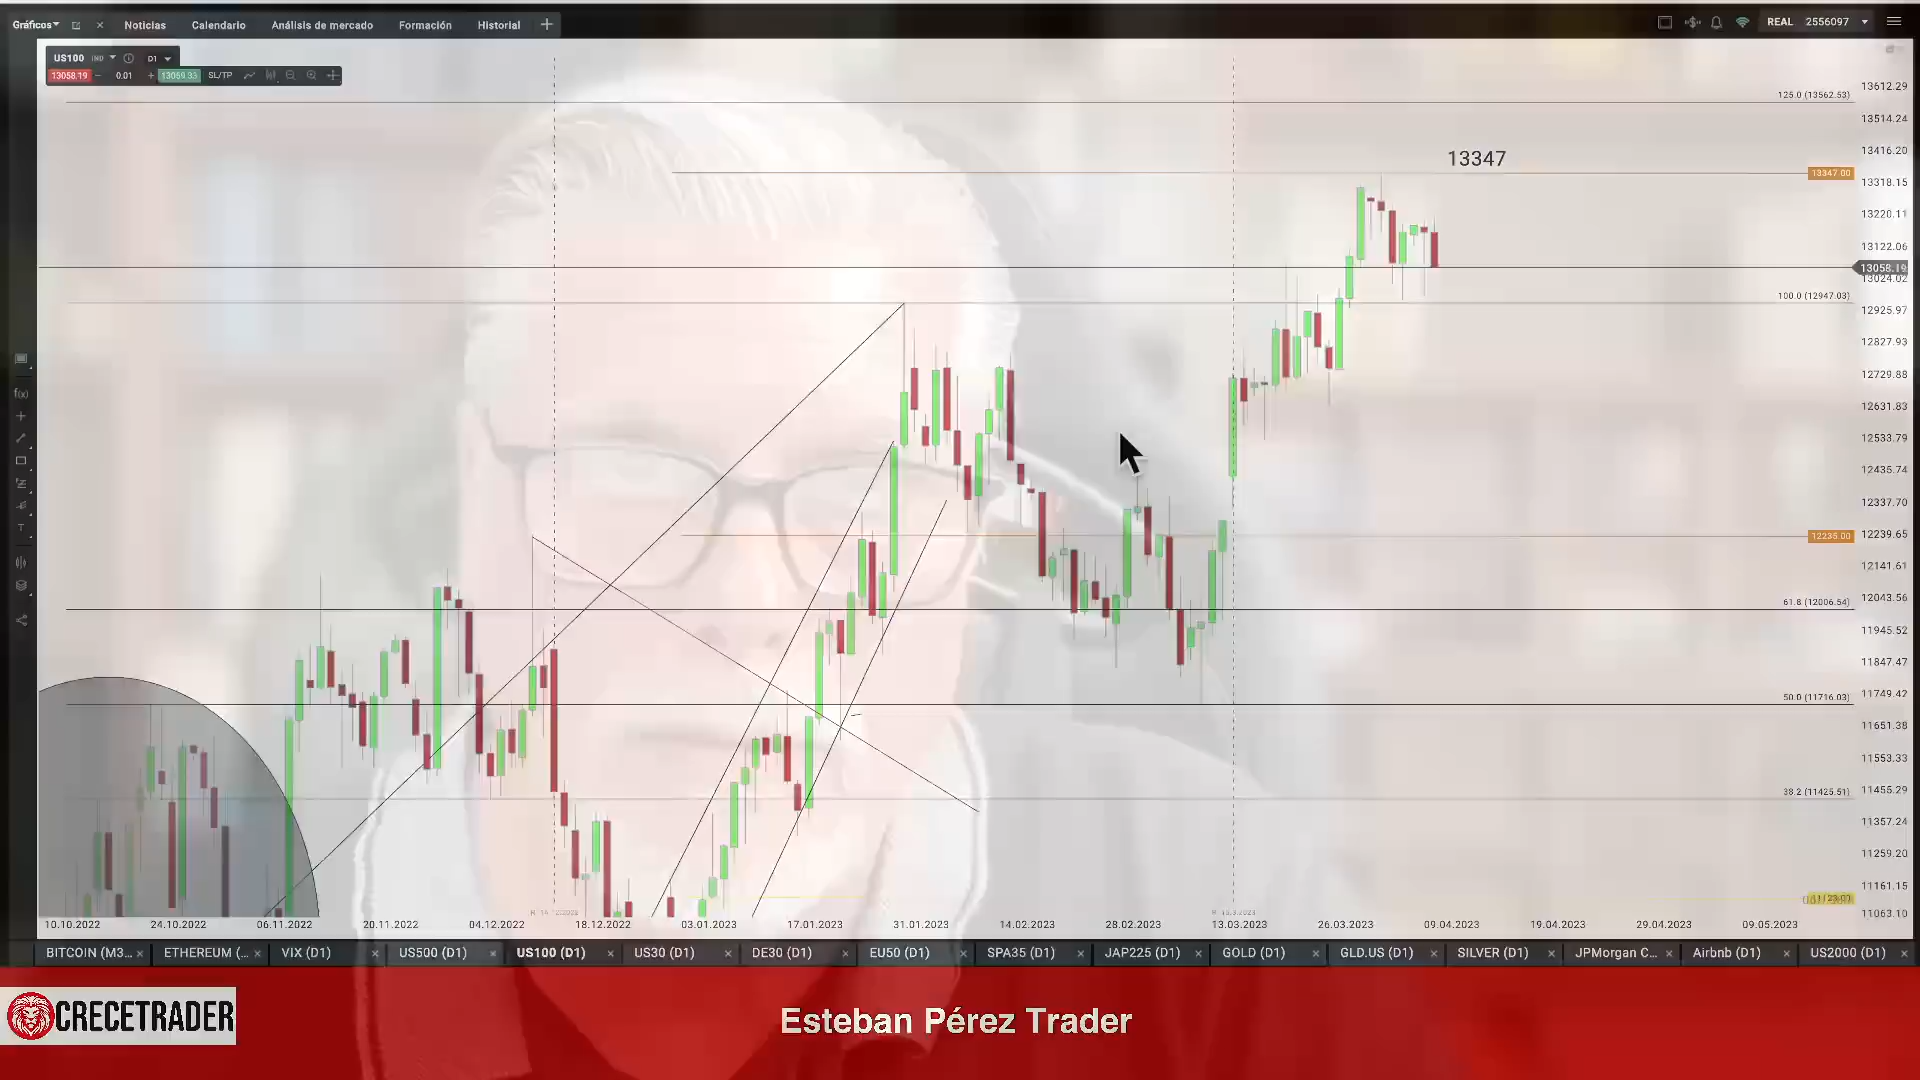 Gráficos
Noticias
Calendario
Análisis de mercado
Formación
Historial
REAL
2556097
US100 IND D1
13058.19
0.01
13059.33
SL/TP
13612.29
125.0 (13562.53)
13514.24
13416.20
13347
13347.00
13318.15
13220.11
13122.06
13058.19
13024.02
100.0 (12947.03)
12925.97
12827.93
12729.88
12631.83
12533.79
12435.74
12337.70
12235.00
12239.65
12141.61
61.8 (12006.54)
12043.56
11945.52
11847.47
50.0 (11716.03)
11749.42
11651.38
11553.33
38.2 (11425.51)
11455.29
11357.24
11259.20
11161.15
11063.10
10.10.2022
24.10.2022
06.11.2022
20.11.2022
04.12.2022
18.12.2022
03.01.2023
17.01.2023
31.01.2023
14.02.2023
28.02.2023
13.03.2023
26.03.2023
09.04.2023
19.04.2023
29.04.2023
09.05.2023
BITCOIN (M3...
ETHEREUM (...
VIX (D1)
US500 (D1)
US100 (D1)
US30 (D1)
DE30 (D1)
EU50 (D1)
SPA35 (D1)
JAP225 (D1)
GOLD (D1)
GLD.US (D1)
SILVER (D1)
JPMorgan C...
Airbnb (D1)
US2000 (D1)
CRECETRADER
Esteban Pérez Trader